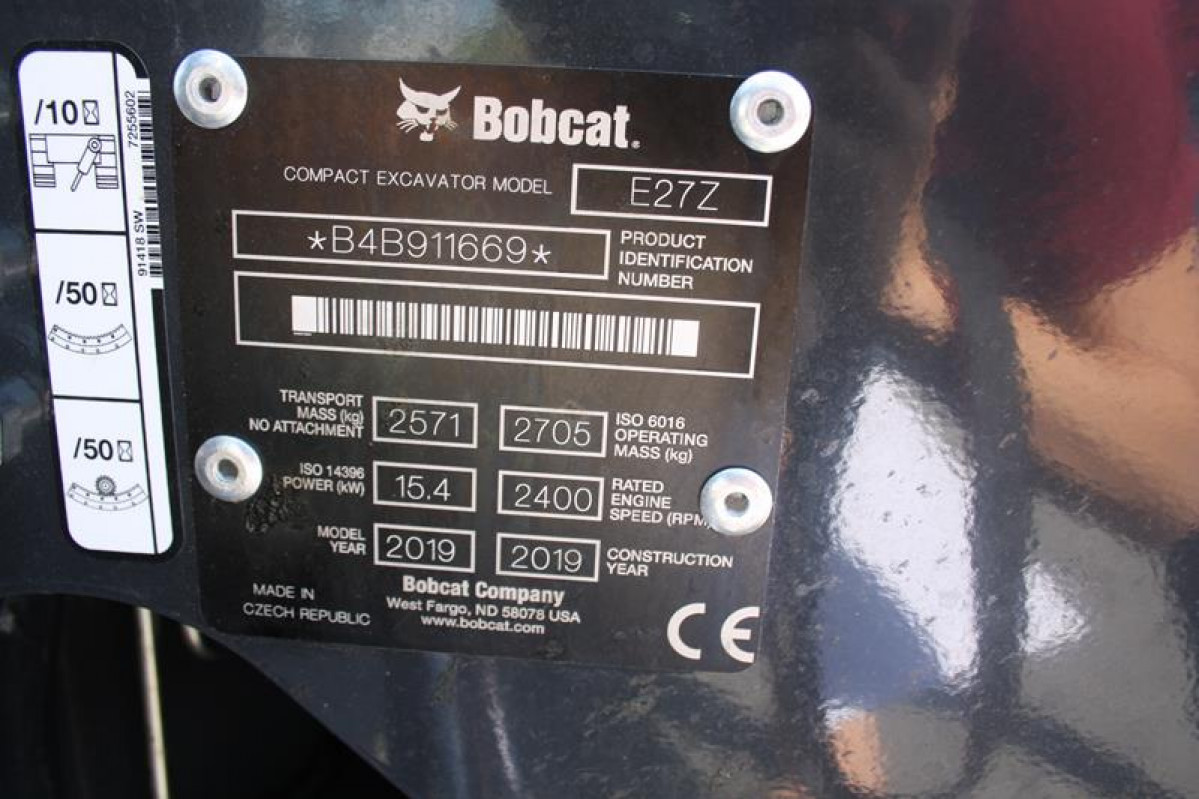 /10
7255602
91418 SW
/50
/50
Bobcat.
COMPACT EXCAVATOR MODEL
E27Z
*B4B911669*
PRODUCT
IDENTIFICATION
NUMBER
TRANSPORT
MASS (kg)
NO ATTACHMENT
2571
2705
ISO 6016
OPERATING
MASS (kg)
ISO 14396
POWER (kW)
15.4
2400
RATED
ENGINE
SPEED (RPM)
MODEL
YEAR
2019
2019
CONSTRUCTION
YEAR
MADE IN
CZECH REPUBLIC
Bobcat Company
West Fargo, ND 58078 USA
www.bobcat.com
CE